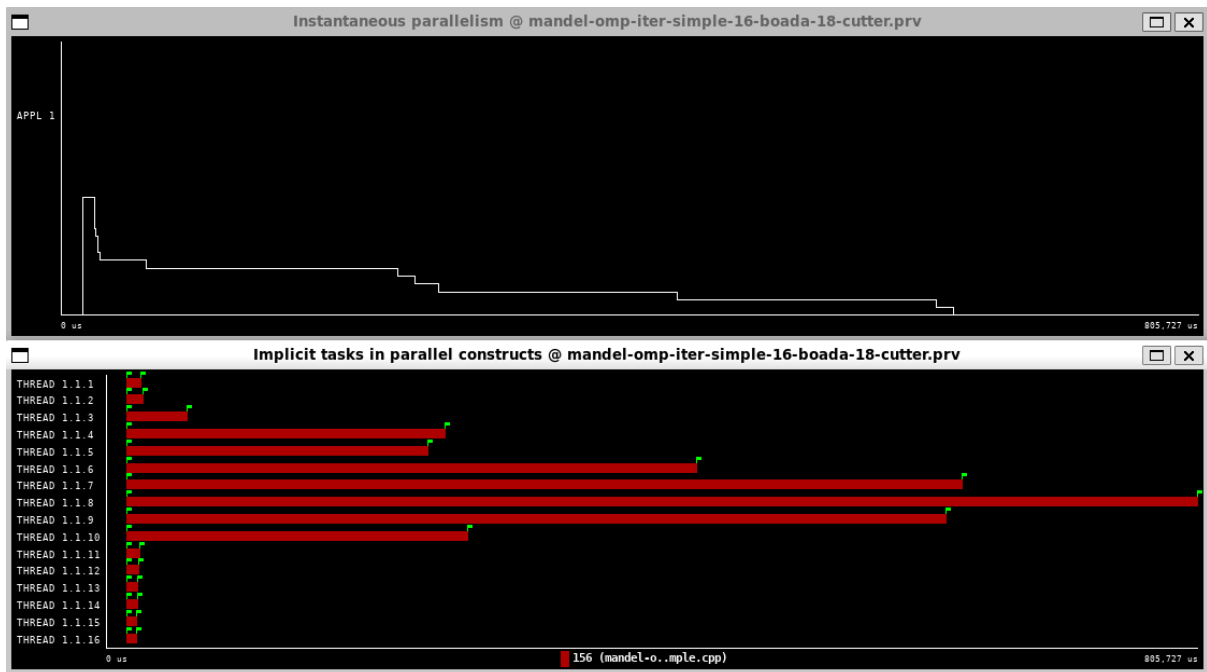 Instantaneous parallelism @ mandel-omp-iter-simple-16-boada-18-cutter.prv
APPL 1
0 us
805,727 us
Implicit tasks in parallel constructs @ mandel-omp-iter-simple-16-boada-18-cutter.prv
THREAD 1.1.1
THREAD 1.1.2
THREAD 1.1.3
THREAD 1.1.4
THREAD 1.1.5
THREAD 1.1.6
THREAD 1.1.7
THREAD 1.1.8
THREAD 1.1.9
THREAD 1.1.10
THREAD 1.1.11
THREAD 1.1.12
THREAD 1.1.13
THREAD 1.1.14
THREAD 1.1.15
THREAD 1.1.16
0 us
156 (mandel-o..mple.cpp)
805,727 us